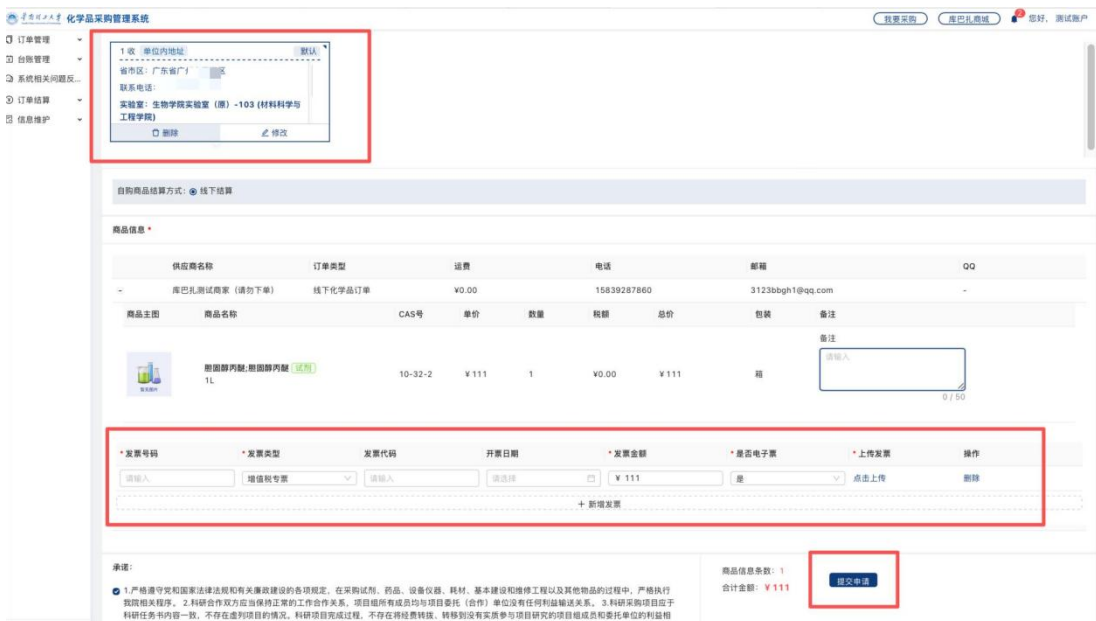 华南理工大学 化学品采购管理系统
我要采购 库巴扎商城 2 您好，测试账户
订单管理
台账管理
系统相关问题反...
订单结算
信息维护
1 收 单位内地址 默认
省市区：广东省广 区
联系电话：
实验室：生物学院实验室（原）-103 (材料科学与
工程学院)
删除 修改
自购商品结算方式： 线下结算
商品信息 *
供应商名称 订单类型 运费 电话 邮箱 QQ
- 库巴扎测试商家（请勿下单） 线下化学品订单 ¥0.00 15839287860 3123bbgh1@qq.com -
商品主图 商品名称 CAS号 单价 数量 税额 总价 包装 备注
备注
请输入
胆固醇丙醚;胆固醇丙醚 试剂
1L
10-32-2 ¥ 111 1 ¥0.00 ¥ 111 箱
暂无图片
0 / 50
* 发票号码 * 发票类型 发票代码 开票日期 * 发票金额 * 是否电子票 * 上传发票 操作
请输入 增值税专票 请输入 请选择 ¥ 111 是 点击上传 删除
+ 新增发票
承诺：
1.严格遵守党和国家法律法规和有关廉政建设的各项规定，在采购试剂、药品、设备仪器、耗材、基本建设和维修工程以及其他物品的过程中，严格执行
我院相关程序。 2.科研合作双方应当保持正常的工作合作关系，项目组所有成员均与项目委托（合作）单位没有任何利益输送关系。 3.科研采购项目应于
科研任务书内容一致，不存在虚列项目的情况。科研项目完成过程，不存在将经费转拨、转移到没有实质参与项目研究的项目组成员和委托单位的利益相
商品信息条数： 1
合计金额： ¥ 111
提交申请